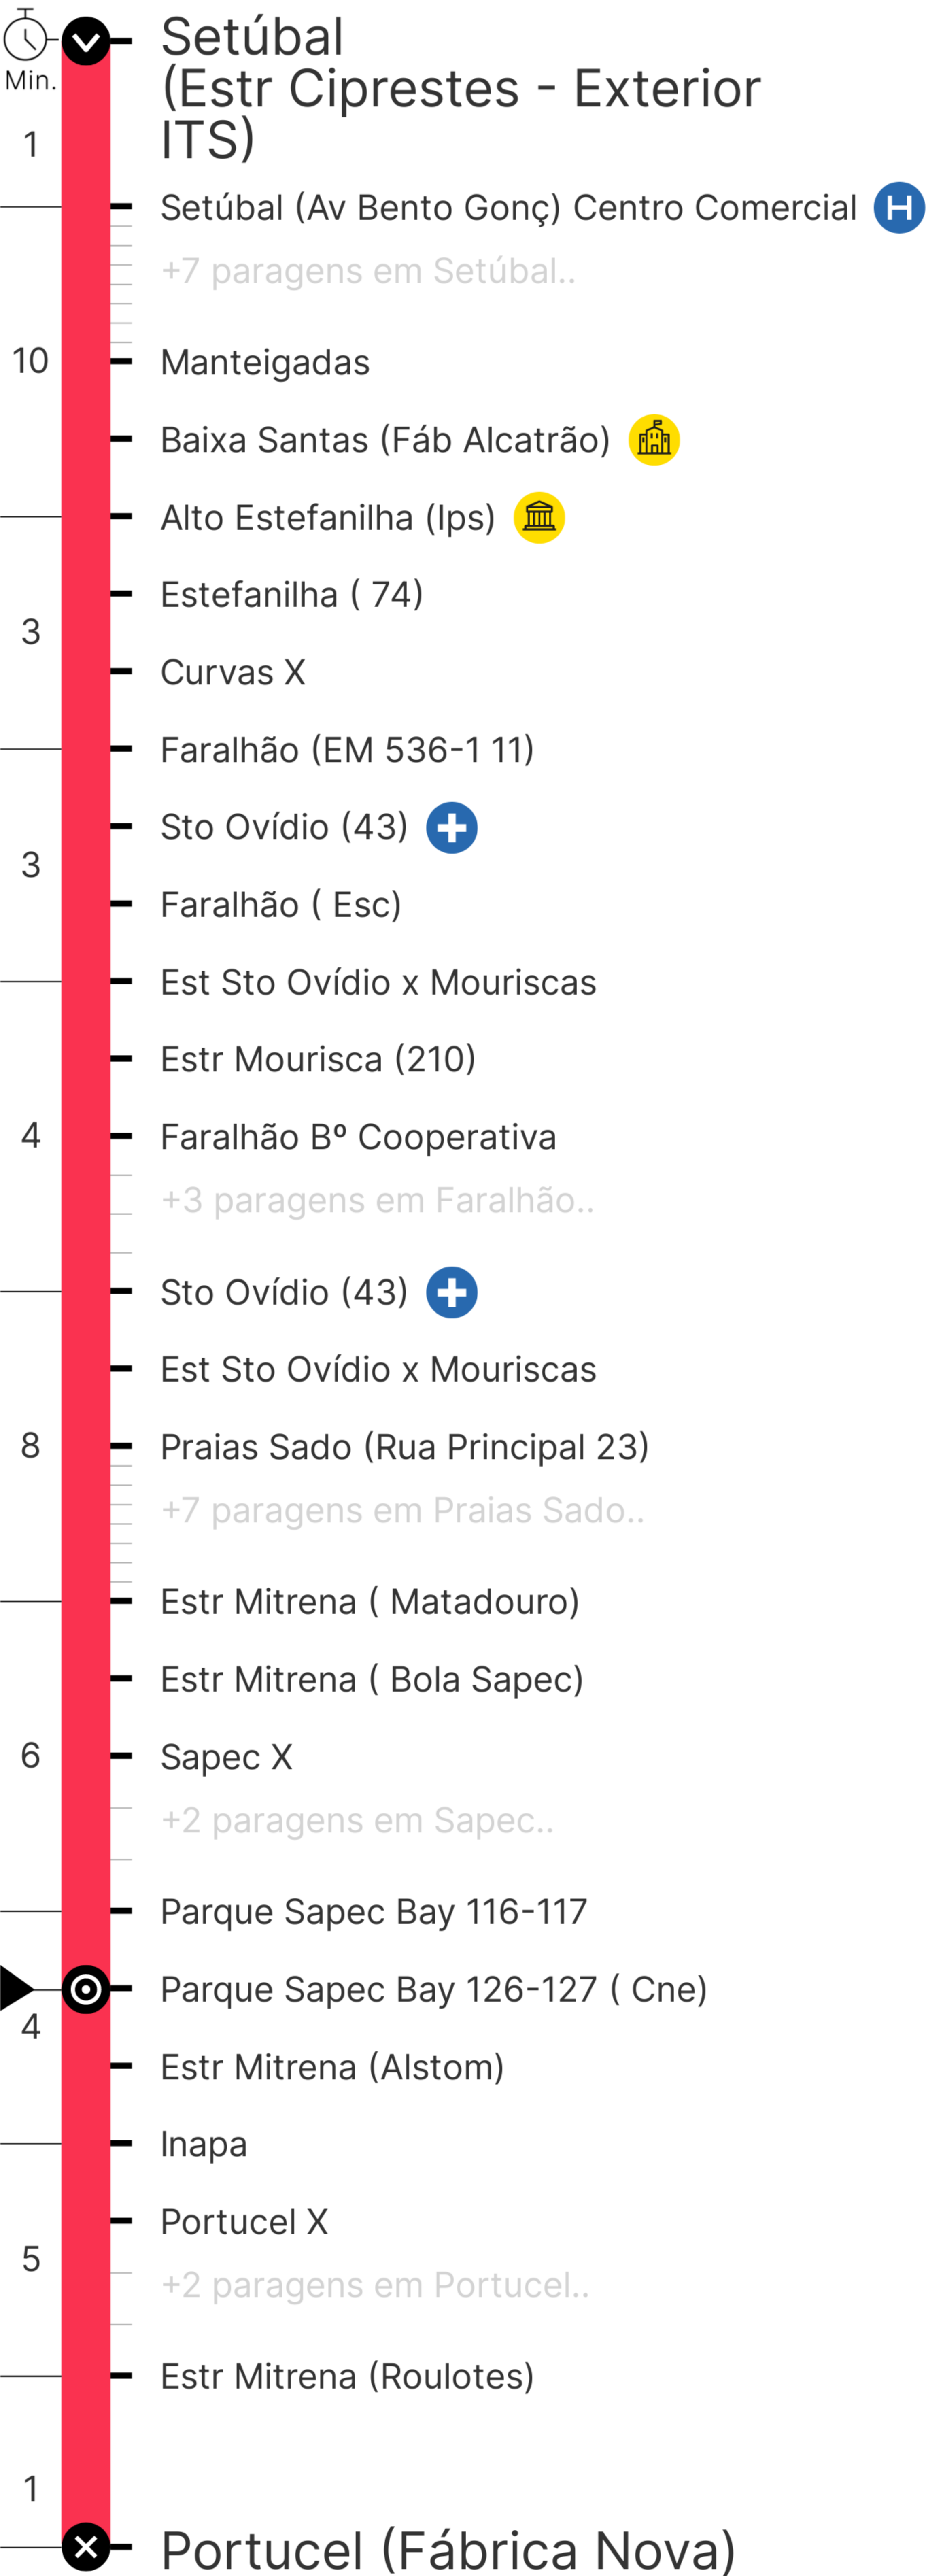 Setúbal
(Estr Ciprestes - Exterior
ITS)
Min.
1
Setúbal (Av Bento Gonç) Centro Comercial H
+7 paragens em Setúbal..
10 Manteigadas
Baixa Santas (Fáb Alcatrão)
Alto Estefanilha (Ips)
Estefanilha ( 74)
3
Curvas X
Faralhão (EM 536-1 11)
Sto Ovídio (43)
3
Faralhão ( Esc)
Est Sto Ovídio x Mouriscas
Estr Mourisca (210)
4 Faralhão Bº Cooperativa
+3 paragens em Faralhão..
Sto Ovídio (43)
Est Sto Ovídio x Mouriscas
8 Praias Sado (Rua Principal 23)
+7 paragens em Praias Sado..
Estr Mitrena ( Matadouro)
Estr Mitrena ( Bola Sapec)
6 Sapec X
+2 paragens em Sapec..
Parque Sapec Bay 116-117
Parque Sapec Bay 126-127 ( Cne)
4
Estr Mitrena (Alstom)
Inapa
Portucel X
5
+2 paragens em Portucel..
Estr Mitrena (Roulotes)
1
Portucel (Fábrica Nova)